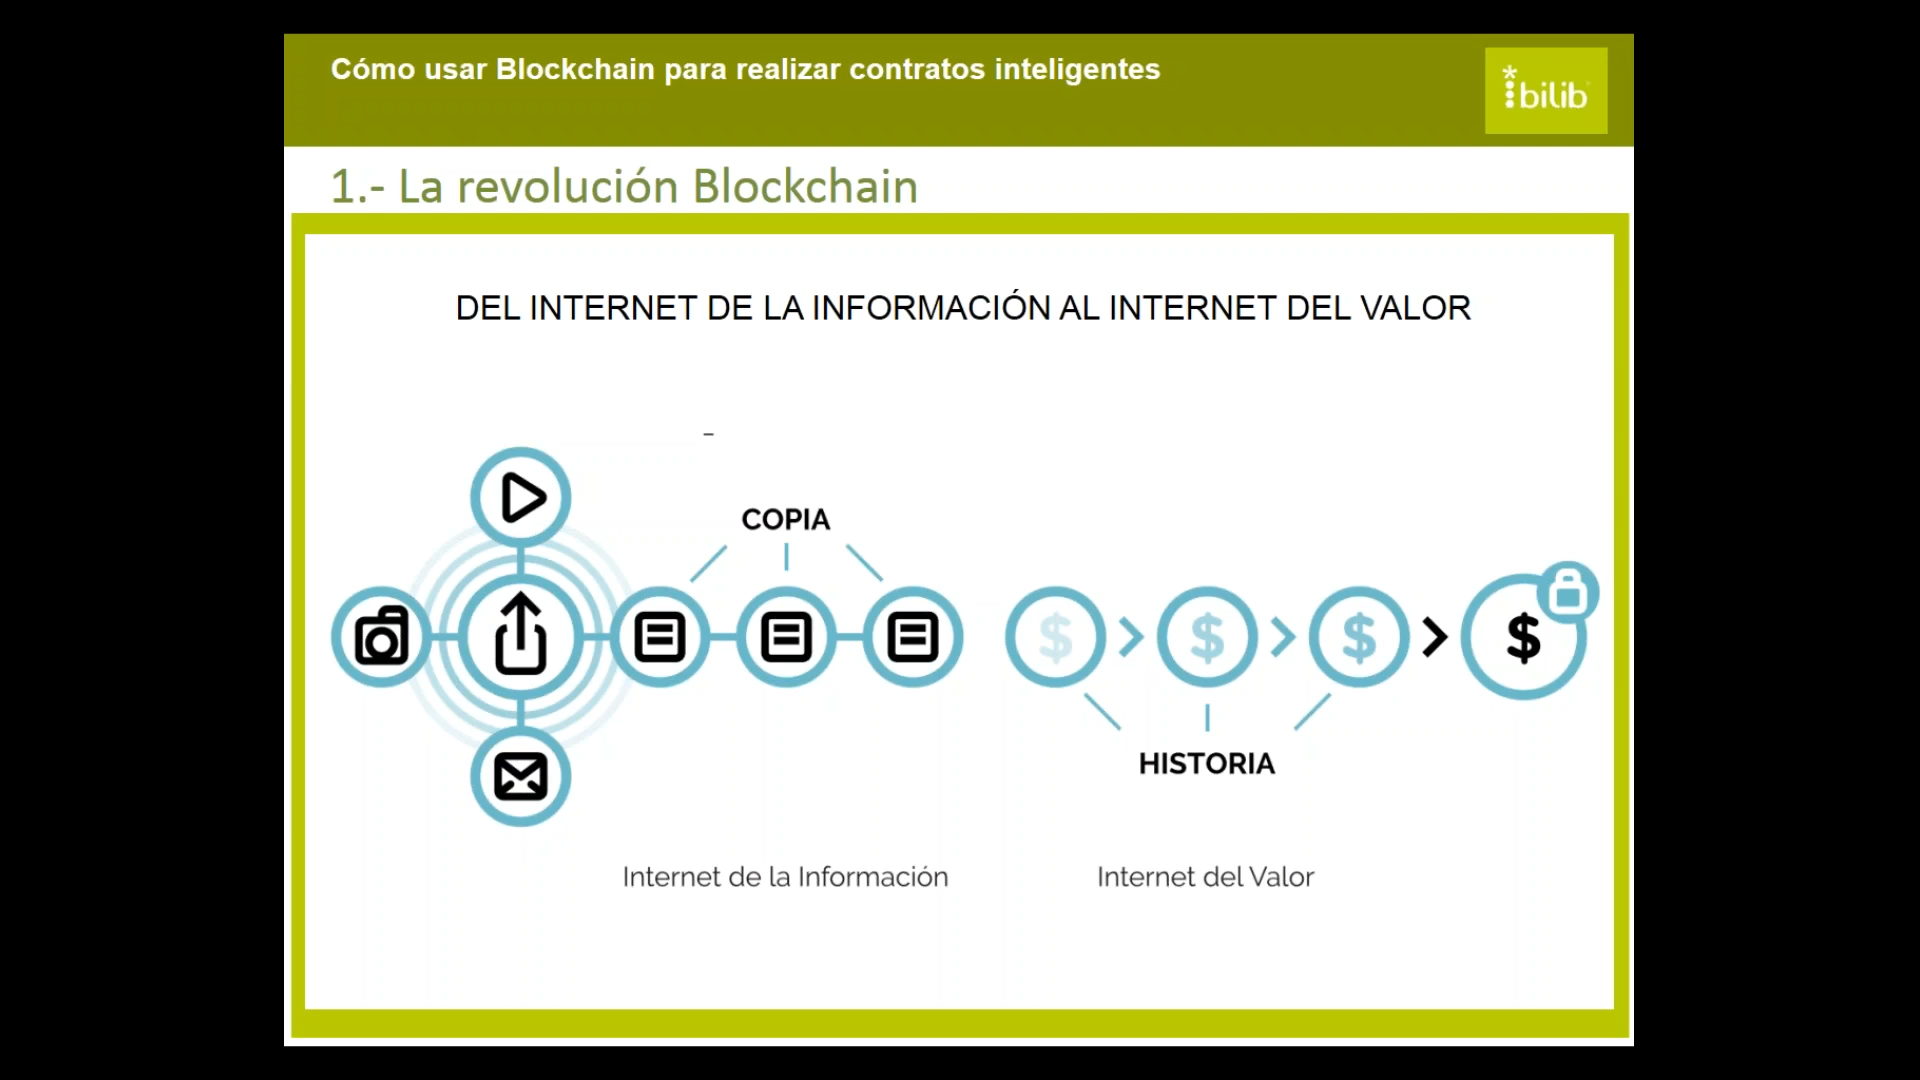 Cómo usar Blockchain para realizar contratos inteligentes
bilib
1.- La revolución Blockchain
DEL INTERNET DE LA INFORMACIÓN AL INTERNET DEL VALOR
COPIA
$ $ $ $
HISTORIA
Internet de la Información
Internet del Valor